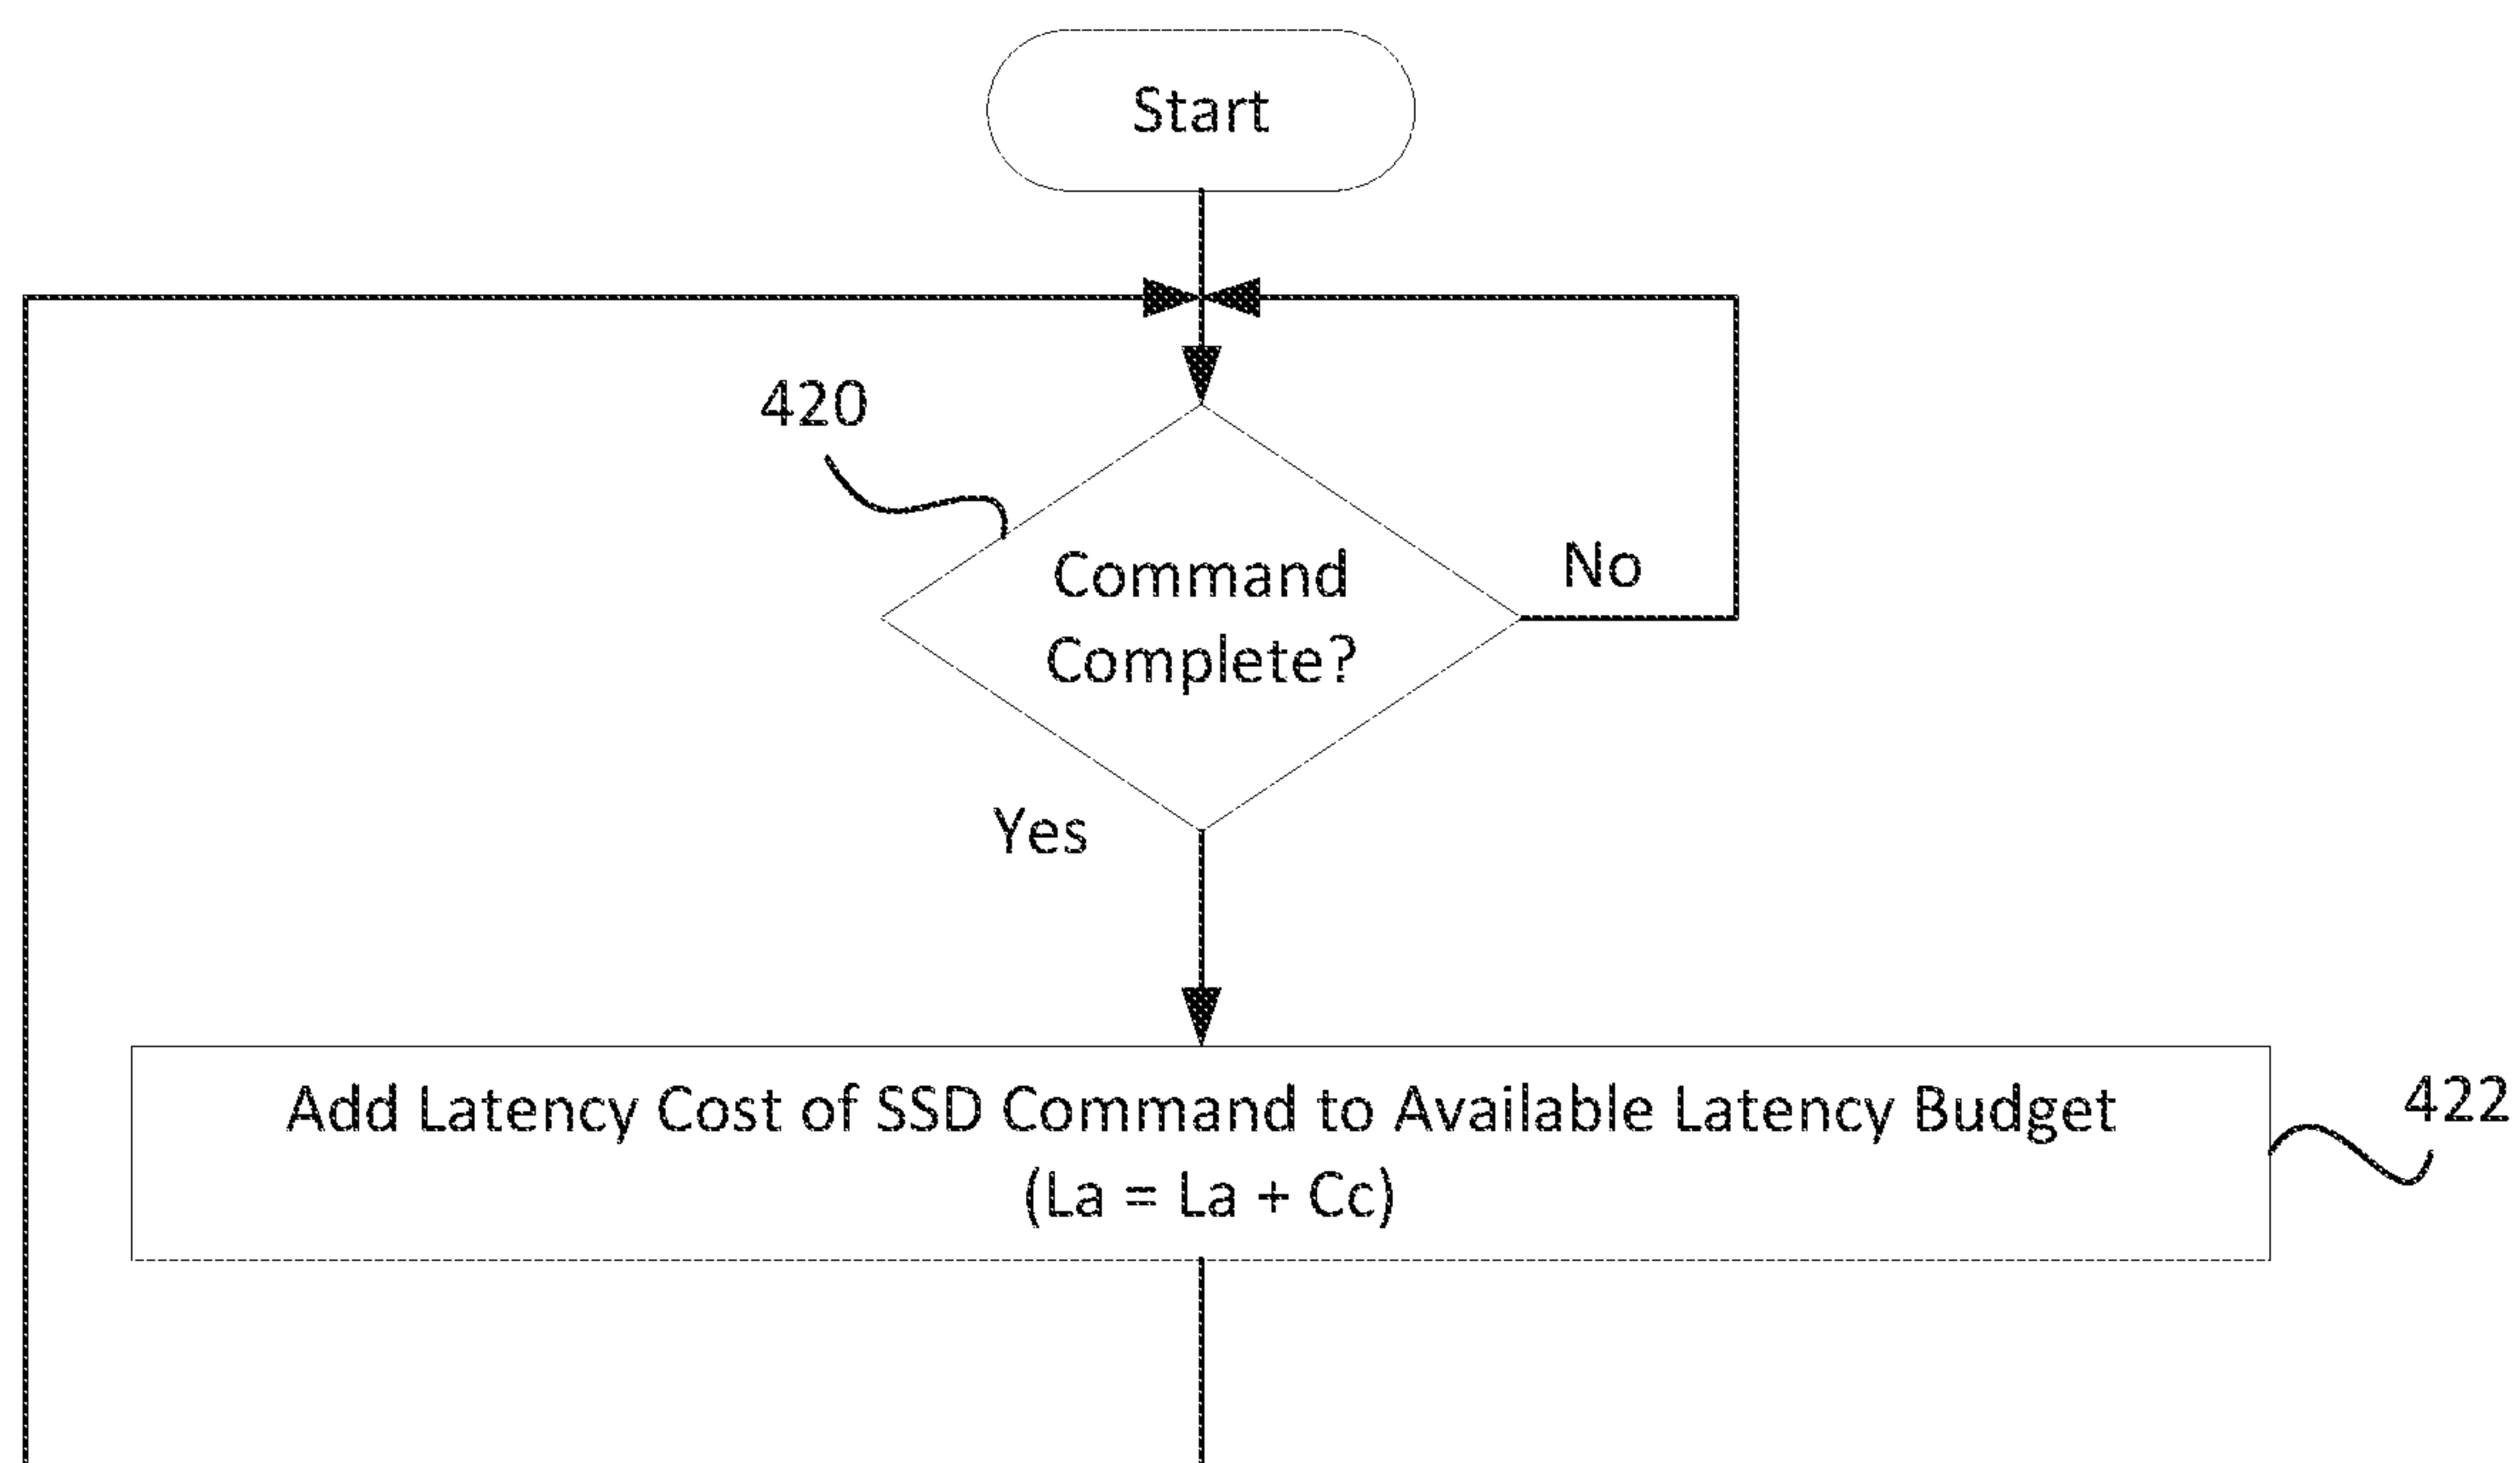 Start
420
Command
Complete?
No
Yes
Add Latency Cost of SSD Command to Available Latency Budget
(La = La + Cc)
422